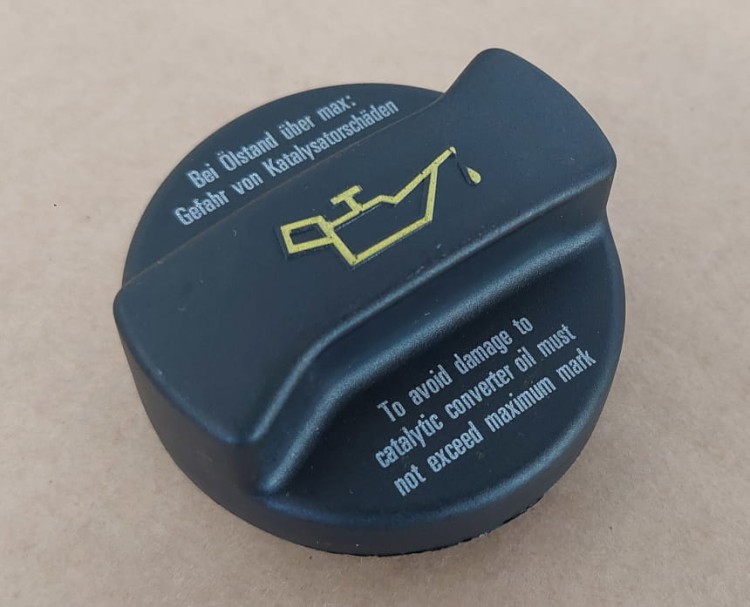 Bei Ölstand über max:
Gefahr von Katalysatorschäden
To avoid damage to
catalytic converter oil must
not exceed maximum mark